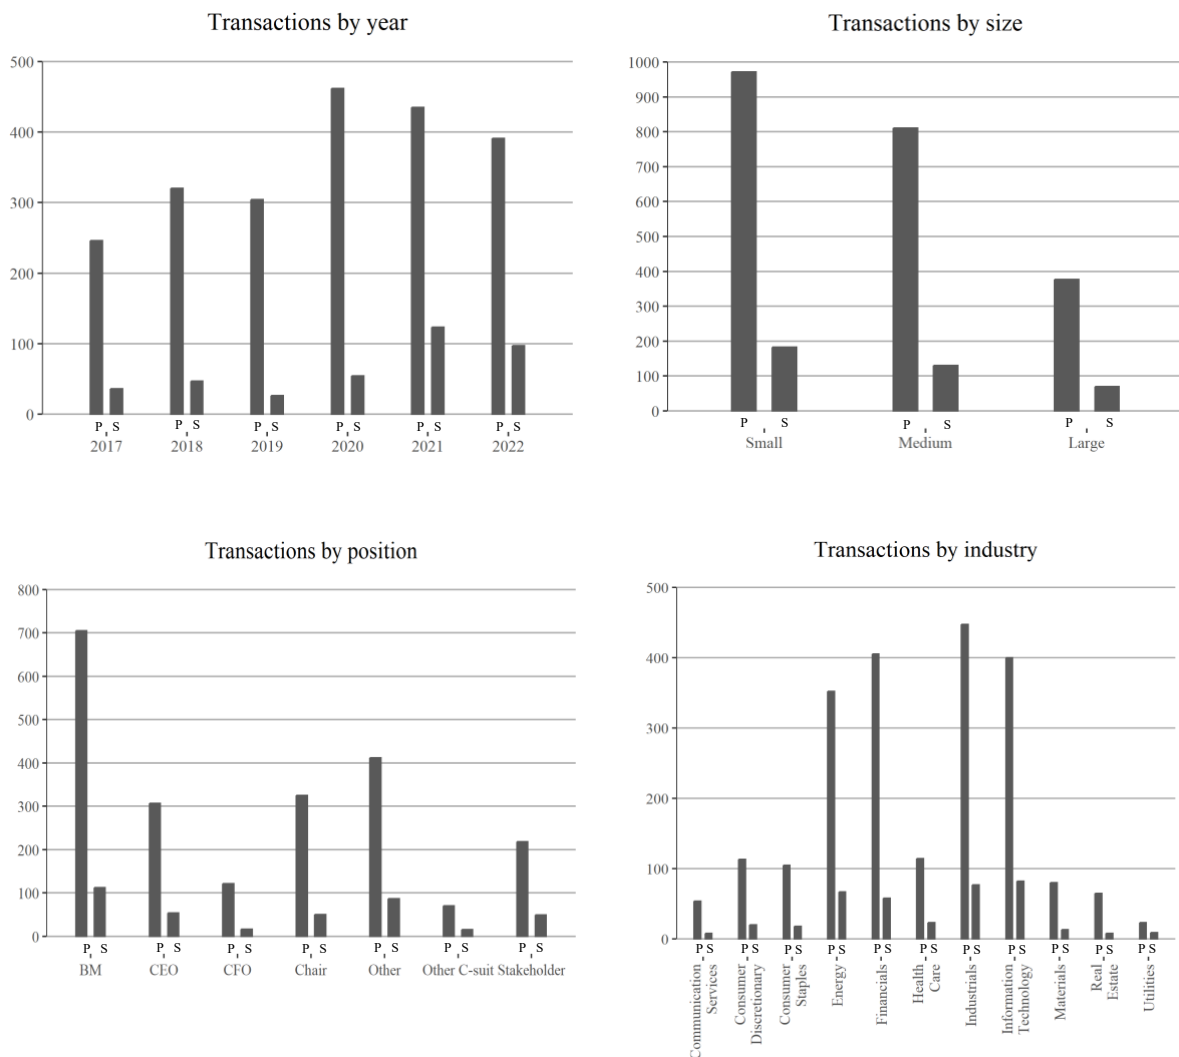 Transactions by year
500
400
300
200
100
0
P S P S P S P S P S P S
2017 2018 2019 2020 2021 2022
Transactions by size
1000
900
800
700
600
500
400
300
200
100
0
P S P S P S
Small Medium Large
Transactions by position
800
700
600
500
400
300
200
100
0
P S P S P S P S P S P S P S
BM CEO CFO Chair Other Other C-suit Stakeholder
Transactions by industry
500
400
300
200
100
0
P S P S P S P S P S P S P S P S P S P S P S
Communication
Services
Consumer
Discretionary
Consumer
Staples
Energy
Financials
Health
Care
Industrials
Information
Technology
Materials
Real
Estate
Utilities